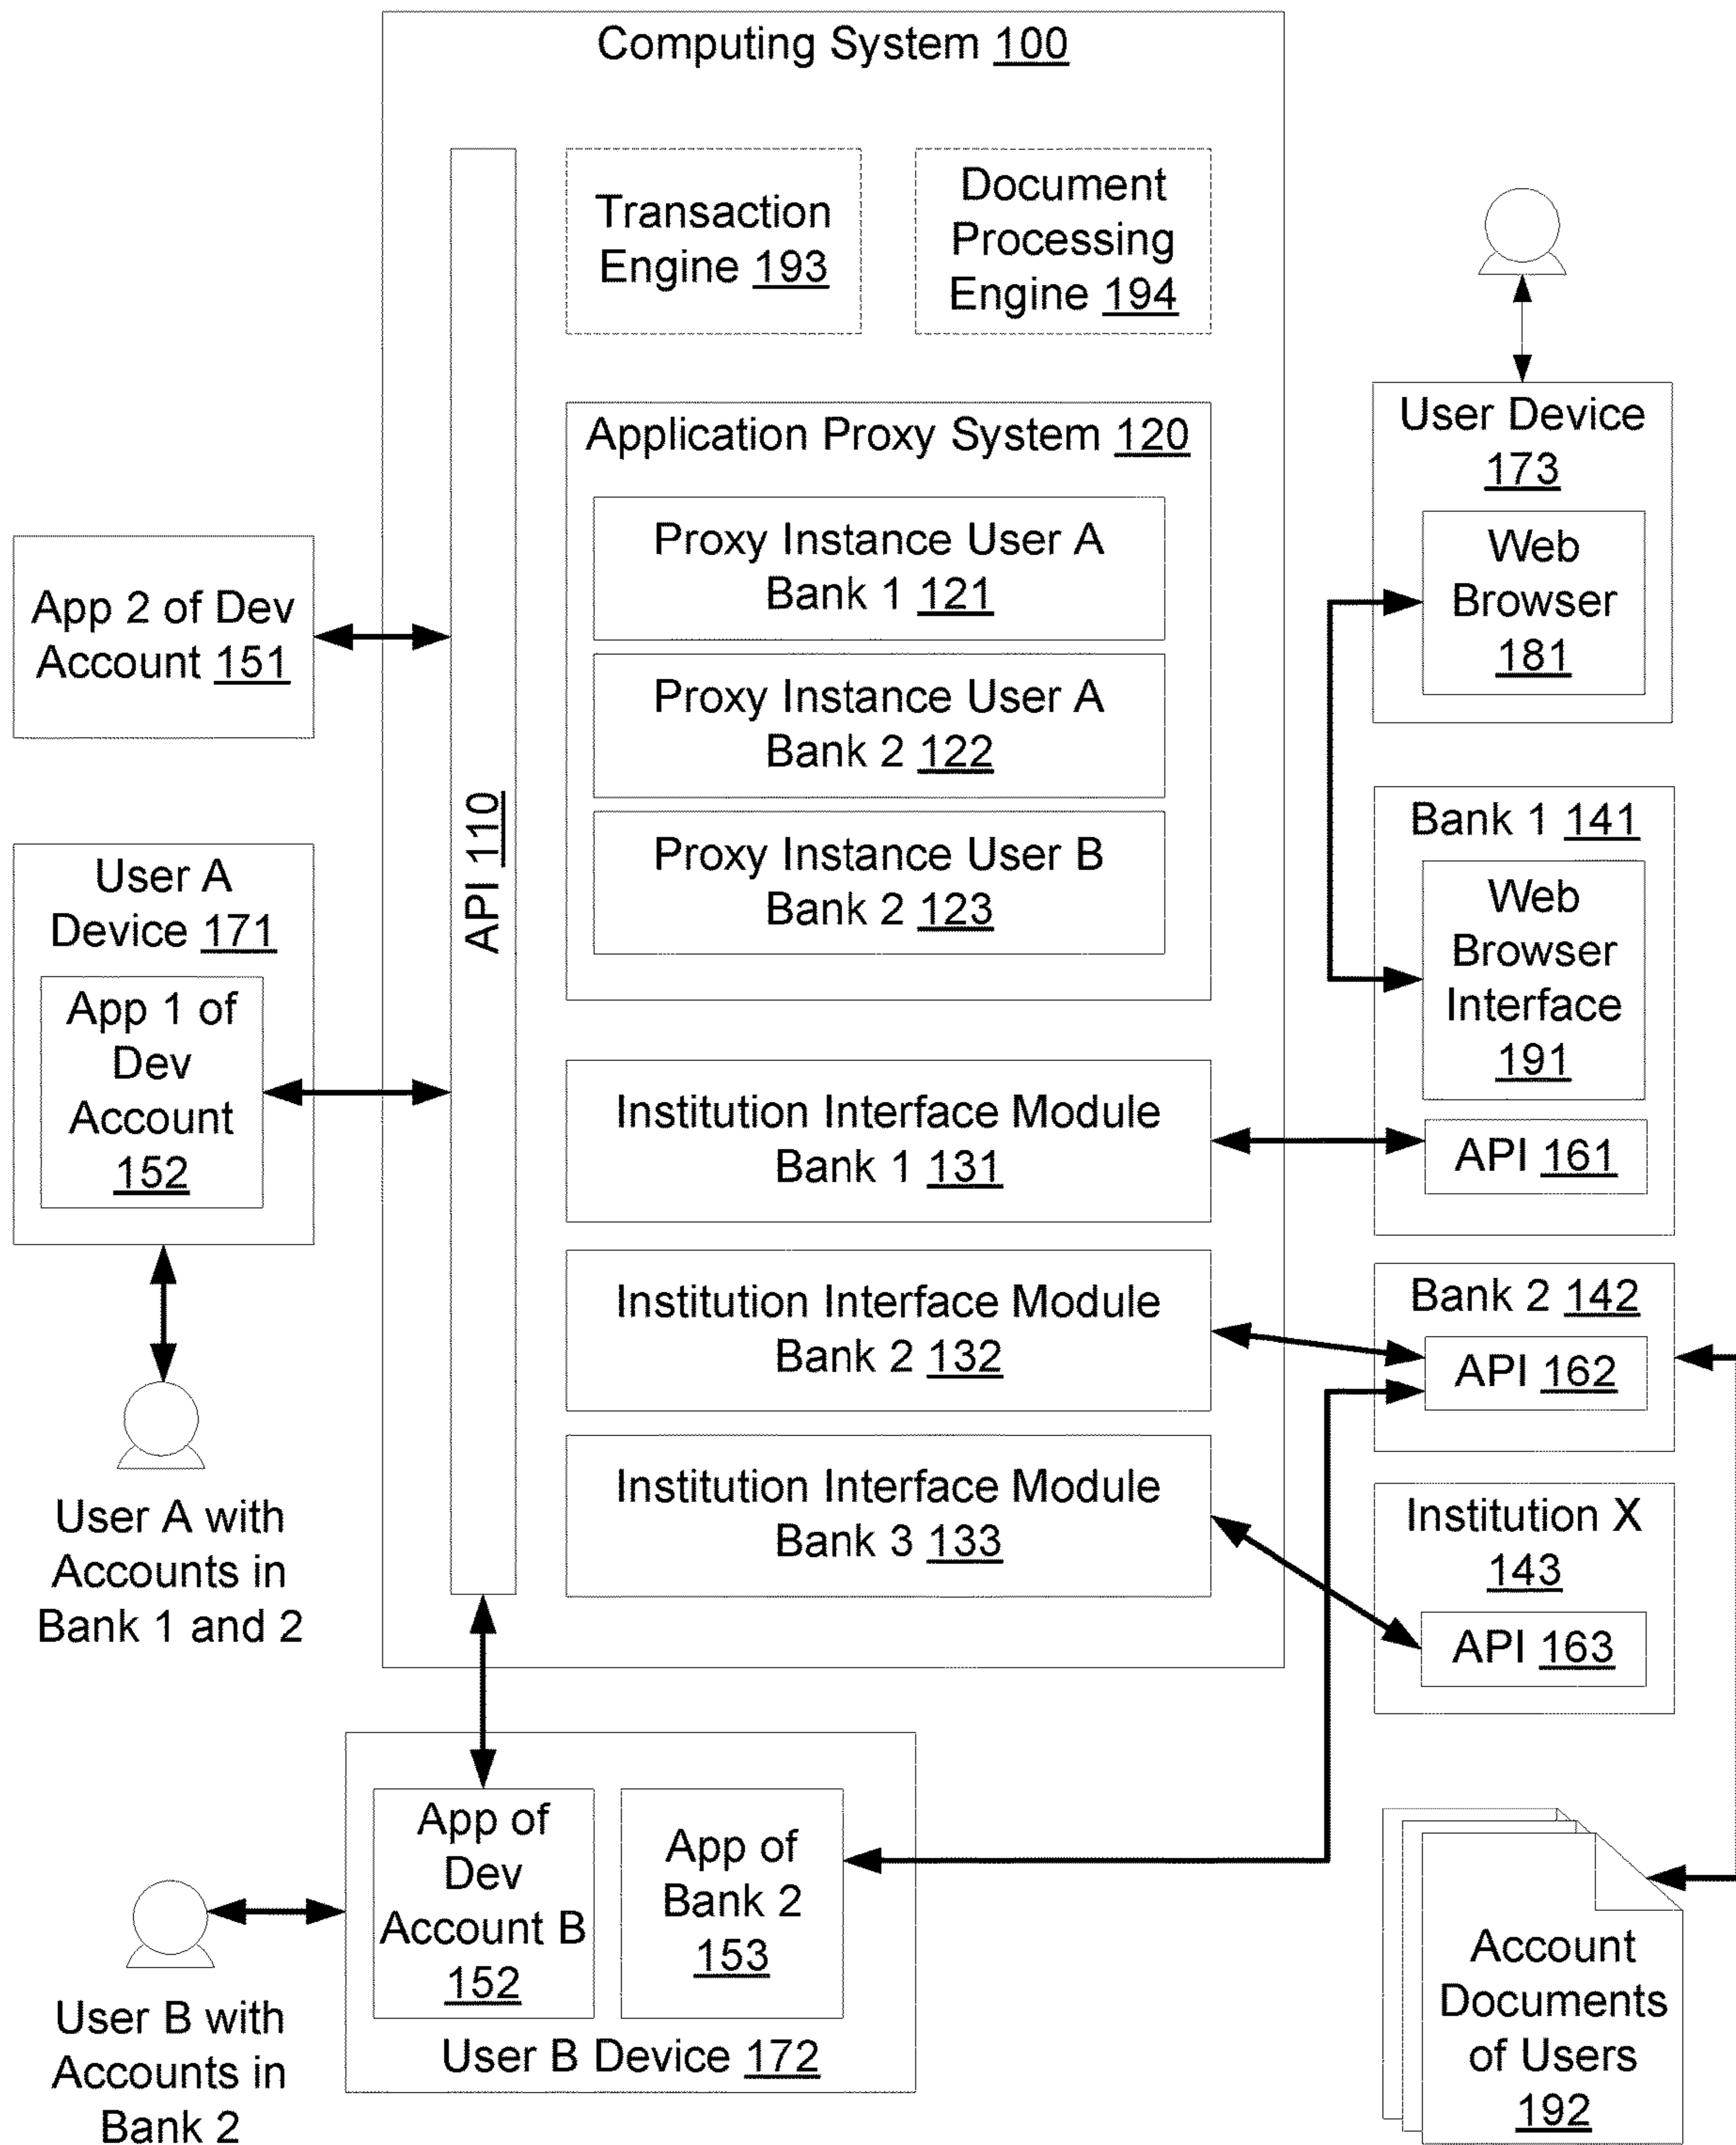 Computing System 100
Transaction
Engine 193
Document
Processing
Engine 194
Application Proxy System 120
Proxy Instance User A
Bank 1 121
Proxy Instance User A
Bank 2 122
Proxy Instance User B
Bank 2 123
API 110
Institution Interface Module
Bank 1 131
Institution Interface Module
Bank 2 132
Institution Interface Module
Bank 3 133
App 2 of Dev
Account 151
User A
Device 171
App 1 of
Dev
Account
152
User A with
Accounts in
Bank 1 and 2
User Device
173
Web
Browser
181
Bank 1 141
Web
Browser
Interface
191
API 161
Bank 2 142
API 162
Institution X
143
API 163
App of
Dev
Account B
152
App of
Bank 2
153
User B Device 172
User B with
Accounts in
Bank 2
Account
Documents
of Users
192